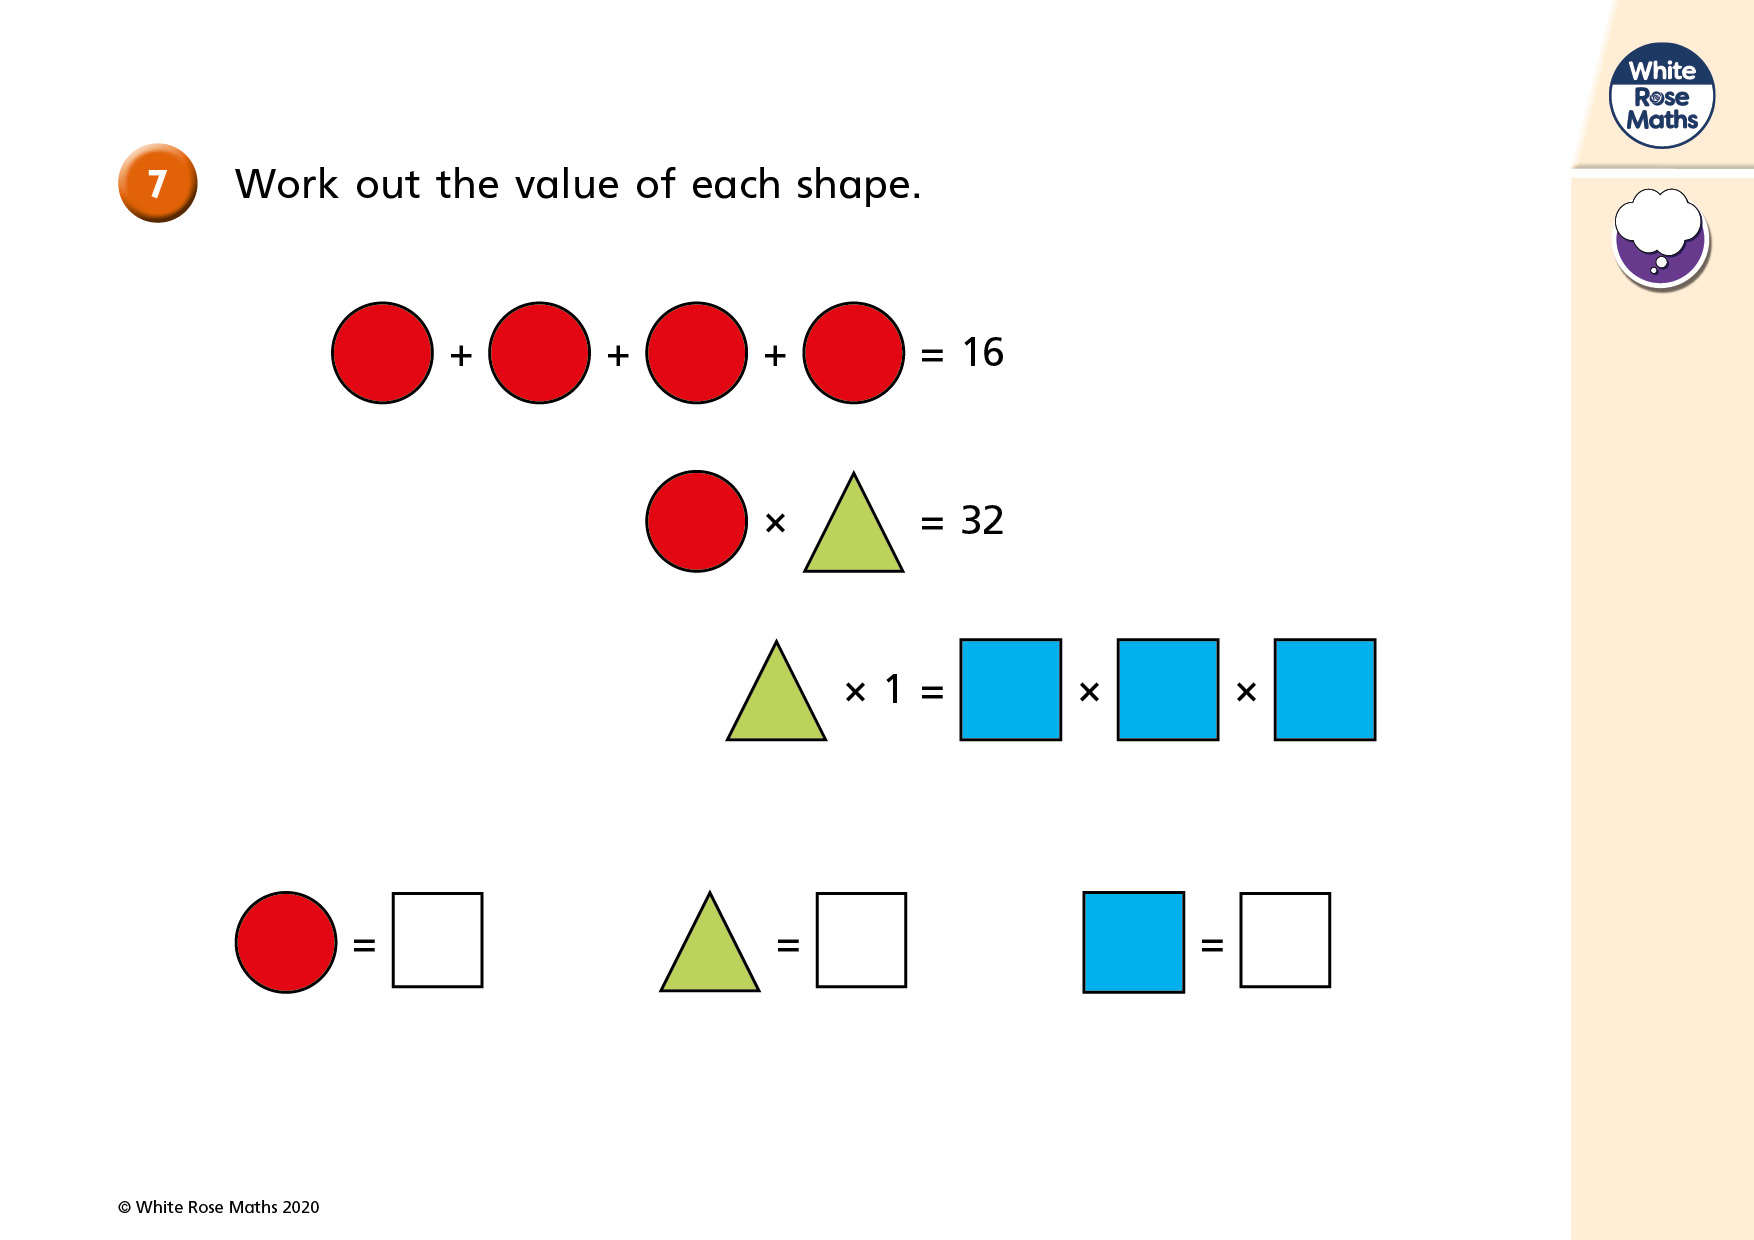 White
Rose
Maths
7 Work out the value of each shape.
+ + + = 16
× = 32
× 1 = × ×
= = =
© White Rose Maths 2020